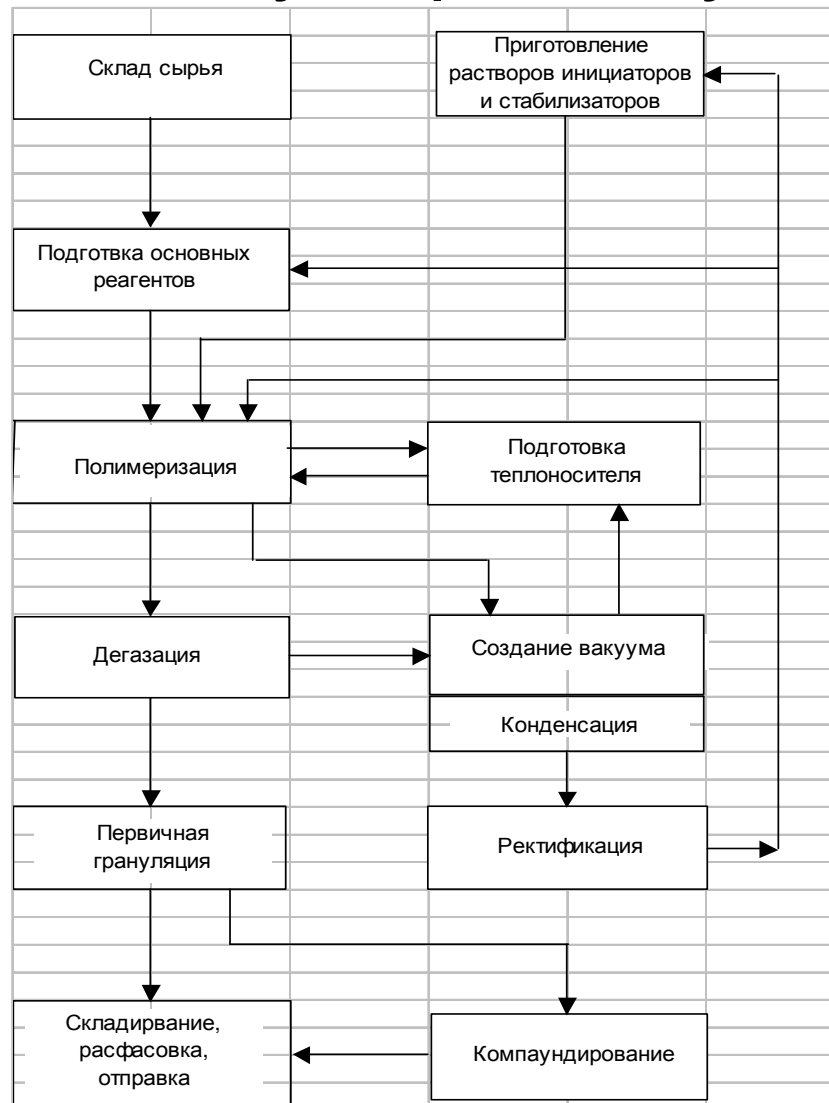 Склад сырья
Приготовление
растворов инициаторов
и стабилизаторов
Подготвка основных
реагентов
Полимеризация
Подготовка
теплоносителя
Дегазация
Создание вакуума
Конденсация
Первичная
грануляция
Ректификация
Складирвание,
расфасовка,
отправка
Компаундирование